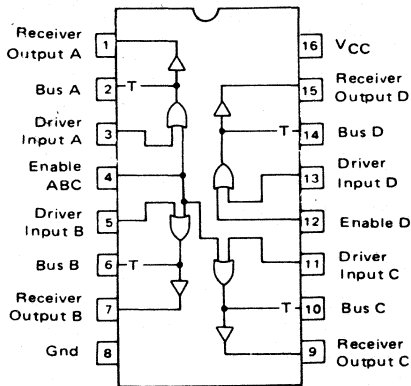 Receiver
Output A
1
Bus A
2
T
Driver
Input A
3
Enable
ABC
4
Driver
Input B
5
Bus B
6
T
Receiver
Output B
7
Gnd
8
16
VCC
15
Receiver
Output D
T
14
Bus D
13
Driver
Input D
12
Enable D
11
Driver
Input C
T
10
Bus C
9
Receiver
Output C